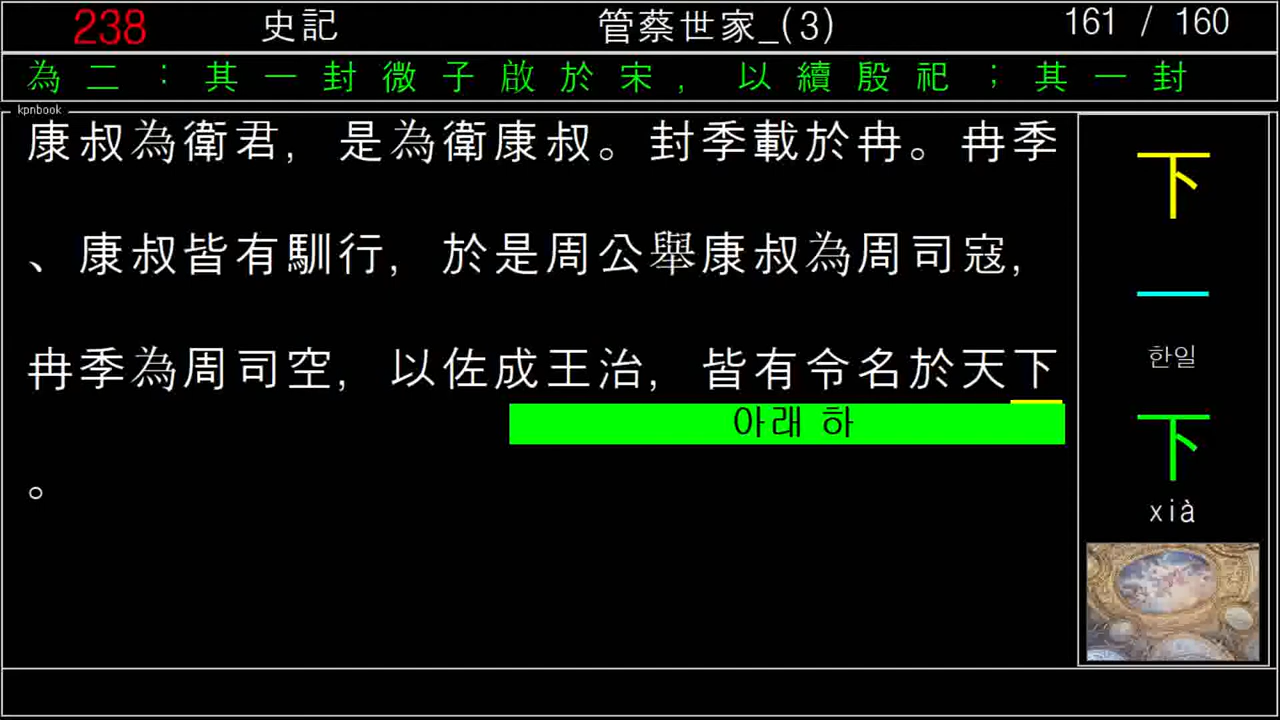 238 史記 管蔡世家_(3) 161 / 160
為二：其一封微子啟於宋，以續殷祀；其一封
kpnbook
康叔為衛君，是為衛康叔。封季載於冉。冉季
、康叔皆有馴行，於是周公舉康叔為周司寇，
冉季為周司空，以佐成王治，皆有令名於天下
아래 하
。
下
一
한일
下
xià